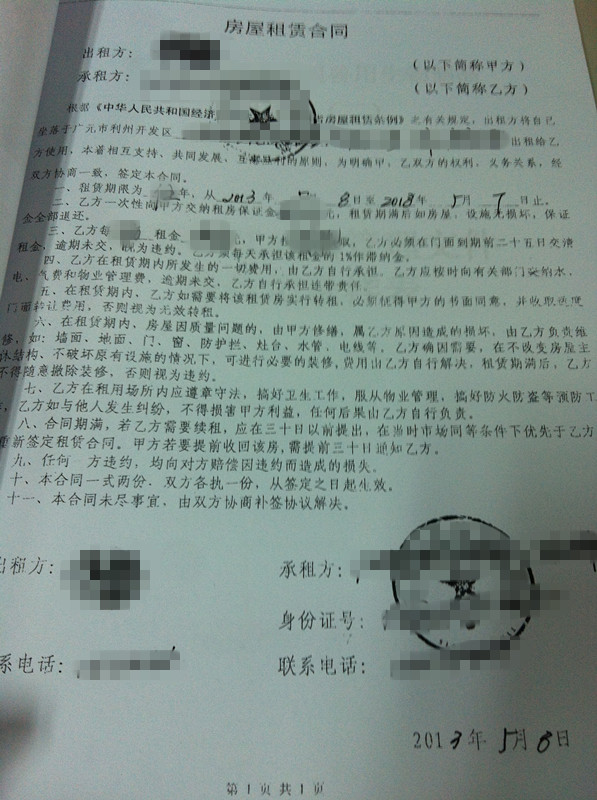 房屋租赁合同
出租方：
（以下简称甲方）
承租方：
（以下简称乙方）
根部《中华人民共和国经济 房屋租赁条例》之有关规定，出租方将自己
座落于广元市利州开发区 出租给乙
方使用，本着相互支持、共同发展、互惠互利的原则，为明确甲、乙双方的权利、义务关系，经
双方协商一致，签定本合同。
一、租赁期限为 年，从 2013 年 月 8 日至 2018 年 5 月 7 日止。
二、乙方一次性向甲方交纳租房保证金 元，租赁期满后如房屋、设施无损坏，保证
金全部退还。
三、乙方每 租金 元，甲方 取，乙方必须在门面到期前二十五日交清
租金，逾期未交，视为违约。乙方须每天承担该租金的1%作滞纳金。
四、乙方在租赁期内所发生的一切费用，由乙方自行承担，乙方应按时向有关部门交纳水、
电、气费和物业管理费，逾期未交，乙方自行承担连带责任。
五、在租赁期内、乙方如需要将该租赁房实行转租，必须征得甲方的书面同意，并收取
门面转让费用，否则视为无效转租。
六、在租赁期内、房屋因质量问题的，由甲方修缮，属乙方原因造成的损坏，由乙方负责维
修，如：墙面、地面、门、窗、防护拦、灶台、水管、电线等，乙方确因需要，在不改变房屋主
体结构、不破坏原有设施的情况下，可进行必要的装修，费用由乙方自行解决，租赁期满后，乙方
不得随意撤除装修，否则视为违约。
七、乙方在租用场所内应遵章守法，搞好卫生工作，服从物业管理，搞好防火防盗等预防工
，乙方如与他人发生纠纷，不得损害甲方利益，任何后果由乙方自行负责。
八、合同期满，若乙方需要续租，应在三十日以前提出，在当时市场同等条件下优先于乙方
重新签定租赁合同。甲方若要提前收回该房，需提前三十日通知乙方。
九、任何 方违约，均向对方赔偿因违约而造成的损失。
十、本合同一式两份，双方各执一份，从签定之日起生效。
十一、本合同未尽事宜，由双方协商补签协议解决。
出租方：
承租方：
身份证号：
系电话：
联系电话：
2013年5月8日
第1页共1页